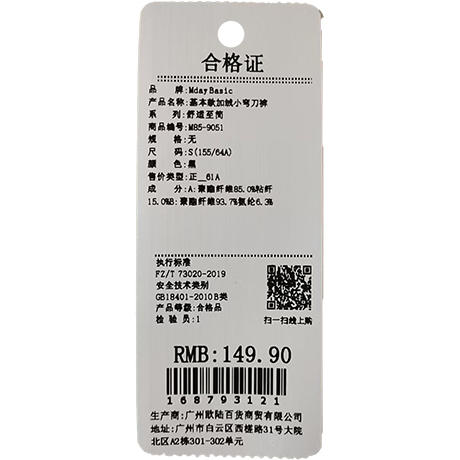 合格证
品 牌:MdayBasic
产品名称:基本款加绒小弯刀裤
系 列:舒适至简
商品编号:M85-9051
规 格:无
尺 码:S(155/64A)
颜 色:黑
售价类型:正_61A
成 分:A:聚酯纤维85.0%粘纤
15.0%B:聚酯纤维93.7%氨纶6.3%
执行标准
FZ/T 73020-2019
安全技术类别
GB18401-2010B类
产品等级:合格品
检 验 员:1
扫一扫线上购
RMB:149.90
168793121
生产商:广州欧陆百货商贸有限公司
地址:广州市白云区西槎路31号大院
北区A2栋301-302单元